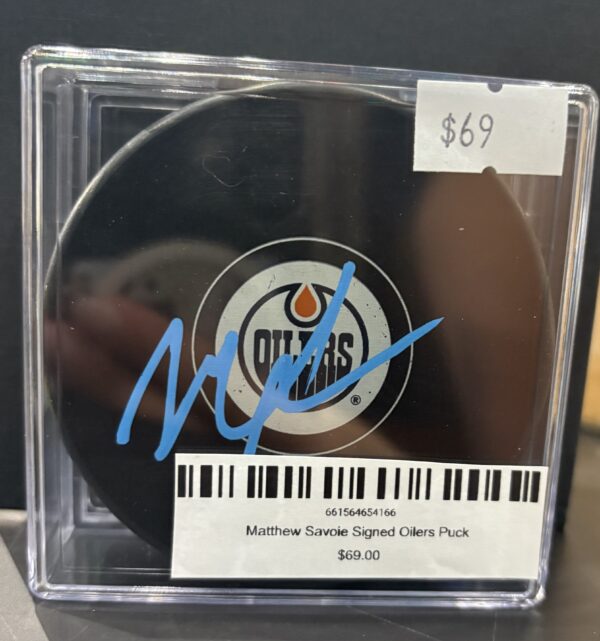 $69
OILERS
®
661564654166
Matthew Savoie Signed Oilers Puck
$69.00